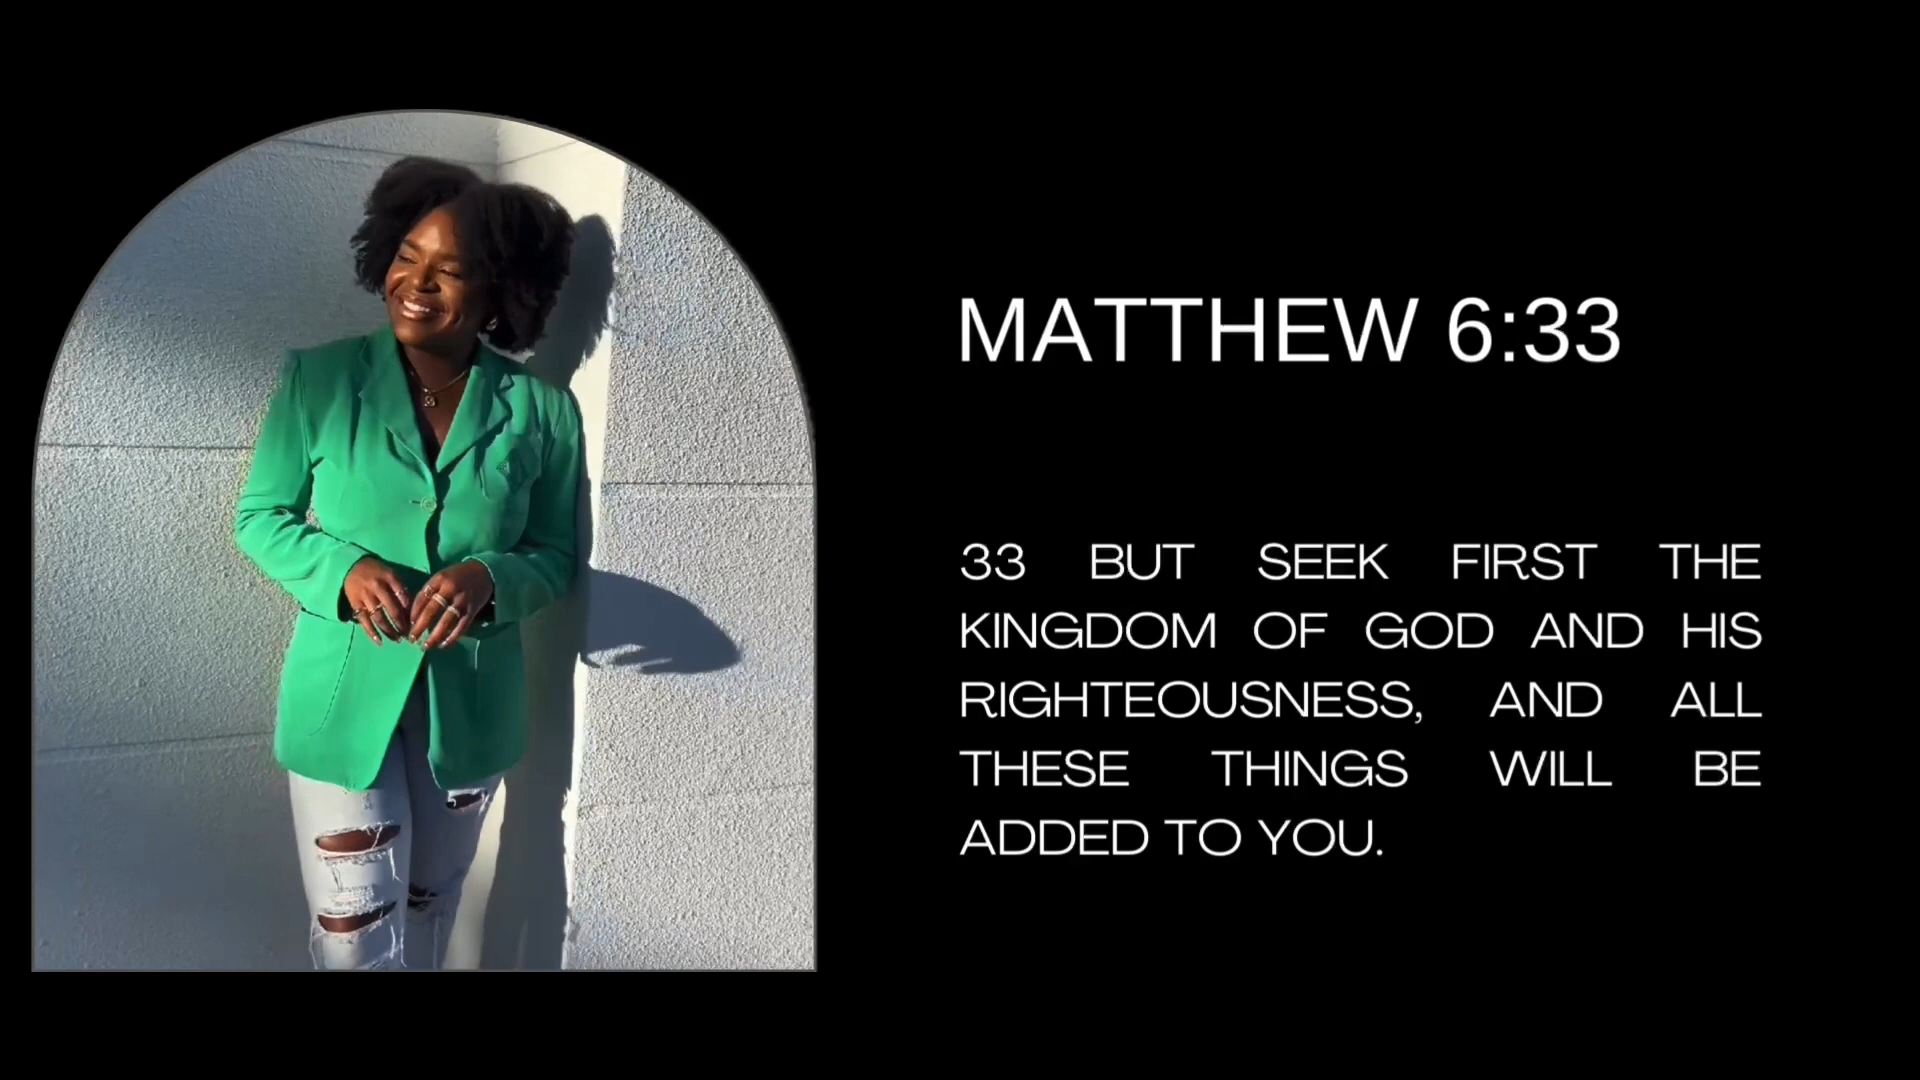 MATTHEW 6:33
33 BUT SEEK FIRST THE
KINGDOM OF GOD AND HIS
RIGHTEOUSNESS, AND ALL
THESE THINGS WILL BE
ADDED TO YOU.